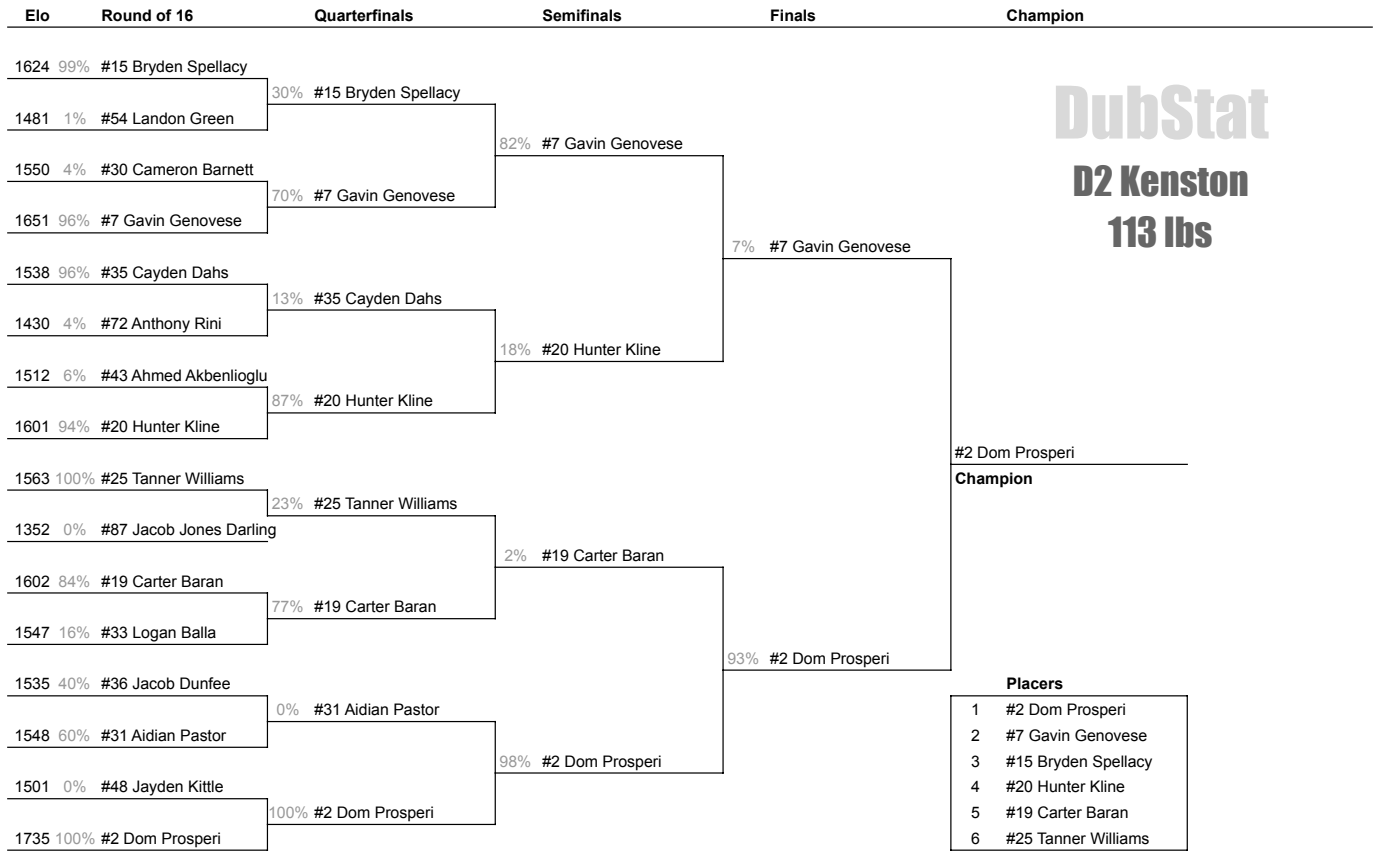 Elo Round of 16 Quarterfinals Semifinals Finals Champion
1624 99% #15 Bryden Spellacy
30% #15 Bryden Spellacy
1481 1% #54 Landon Green
82% #7 Gavin Genovese
1550 4% #30 Cameron Barnett
70% #7 Gavin Genovese
1651 96% #7 Gavin Genovese
7% #7 Gavin Genovese
1538 96% #35 Cayden Dahs
13% #35 Cayden Dahs
1430 4% #72 Anthony Rini
18% #20 Hunter Kline
1512 6% #43 Ahmed Akbenlioglu
87% #20 Hunter Kline
1601 94% #20 Hunter Kline
#2 Dom Prosperi
Champion
1563 100% #25 Tanner Williams
23% #25 Tanner Williams
1352 0% #87 Jacob Jones Darling
2% #19 Carter Baran
1602 84% #19 Carter Baran
77% #19 Carter Baran
1547 16% #33 Logan Balla
93% #2 Dom Prosperi
1535 40% #36 Jacob Dunfee
0% #31 Aidian Pastor
1548 60% #31 Aidian Pastor
98% #2 Dom Prosperi
1501 0% #48 Jayden Kittle
100% #2 Dom Prosperi
1735 100% #2 Dom Prosperi
DubStat
D2 Kenston
113 lbs
Placers
1 #2 Dom Prosperi
2 #7 Gavin Genovese
3 #15 Bryden Spellacy
4 #20 Hunter Kline
5 #19 Carter Baran
6 #25 Tanner Williams